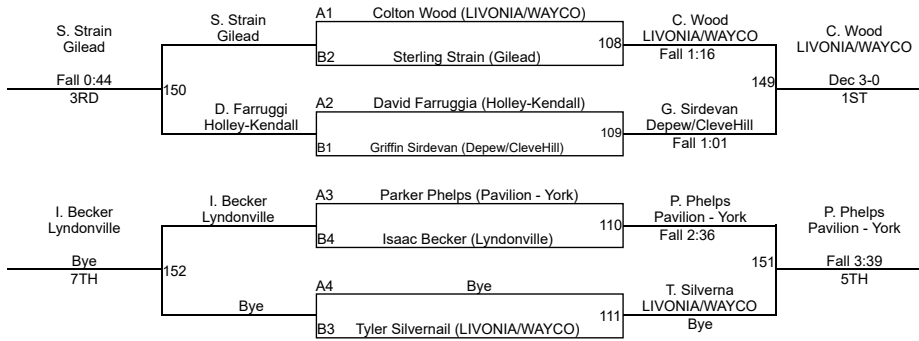 S. Strain
Gilead
Fall 0:44
3RD
150
S. Strain
Gilead
D. Farruggi
Holley-Kendall
A1
Colton Wood (LIVONIA/WAYCO)
B2
Sterling Strain (Gilead)
108
A2
David Farruggia (Holley-Kendall)
B1
Griffin Sirdevan (Depew/CleveHill)
109
C. Wood
LIVONIA/WAYCO
Fall 1:16
G. Sirdevan
Depew/CleveHill
Fall 1:01
149
C. Wood
LIVONIA/WAYCO
Dec 3-0
1ST
I. Becker
Lyndonville
Bye
7TH
152
I. Becker
Lyndonville
Bye
A3
Parker Phelps (Pavilion - York)
B4
Isaac Becker (Lyndonville)
110
A4
Bye
B3
Tyler Silvernail (LIVONIA/WAYCO)
111
P. Phelps
Pavilion - York
Fall 2:36
T. Silverna
LIVONIA/WAYCO
Bye
151
P. Phelps
Pavilion - York
Fall 3:39
5TH